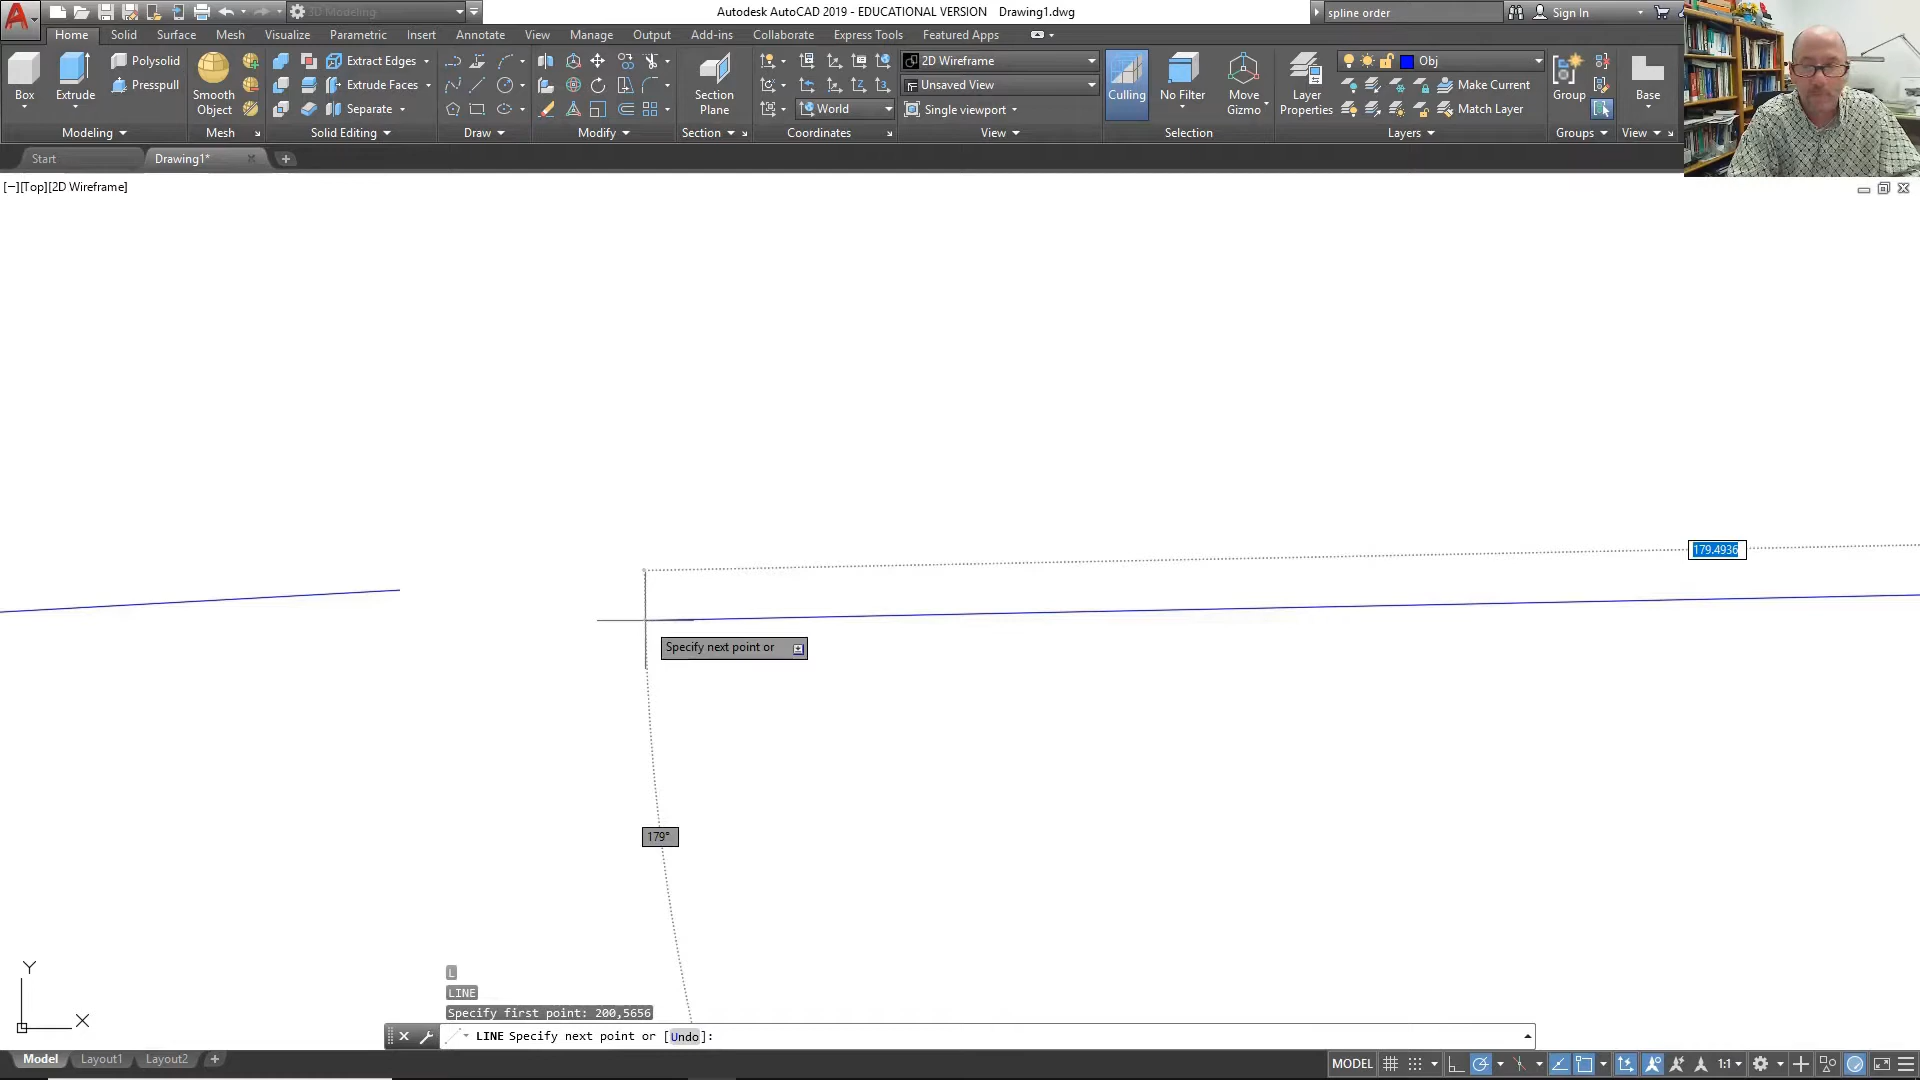 3D Modeling
Autodesk AutoCAD 2019 - EDUCATIONAL VERSION Drawing1.dwg
spline order
Sign In
Home Solid Surface Mesh Visualize Parametric Insert Annotate View Manage Output Add-ins Collaborate Express Tools Featured Apps
Box
Extrude
Polysolid
Presspull
Smooth
Object
Extract Edges
Extrude Faces
Separate
Section
Plane
World
2D Wireframe
Unsaved View
Single viewport
Culling
No Filter
Move
Gizmo
Layer
Properties
Obj
Make Current
Match Layer
Group
Base
Modeling Mesh Solid Editing Draw Modify Section Coordinates View Selection Layers Groups View
Start Drawing1*
[−][Top][2D Wireframe]
179.4936
Specify next point or
179°
Y
X
L
LINE
Specify first point: 200,5656
LINE Specify next point or [Undo]:
Model Layout1 Layout2
MODEL 1:1